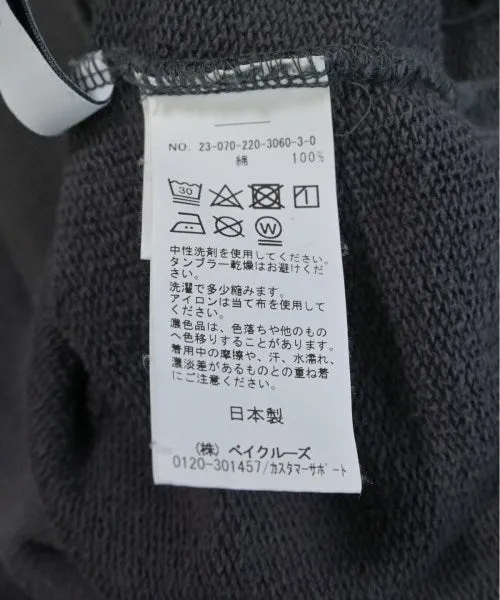 NO. 23-070-220-3060-3-0
綿 100%
30
W
中性洗剤を使用してください。
タンブラー乾燥はお避けくだ
さい。
洗濯で多少縮みます。
アイロンは当て布を使用して
ください。
濃色品は、色落ちや他のもの
へ色移りすることがあります。
着用中の摩擦や、汗、水濡れ、
濃淡差があるものとの重ね着
にご注意ください。
日本製
(株) ベイクルーズ
0120-301457/カスタマーサポート